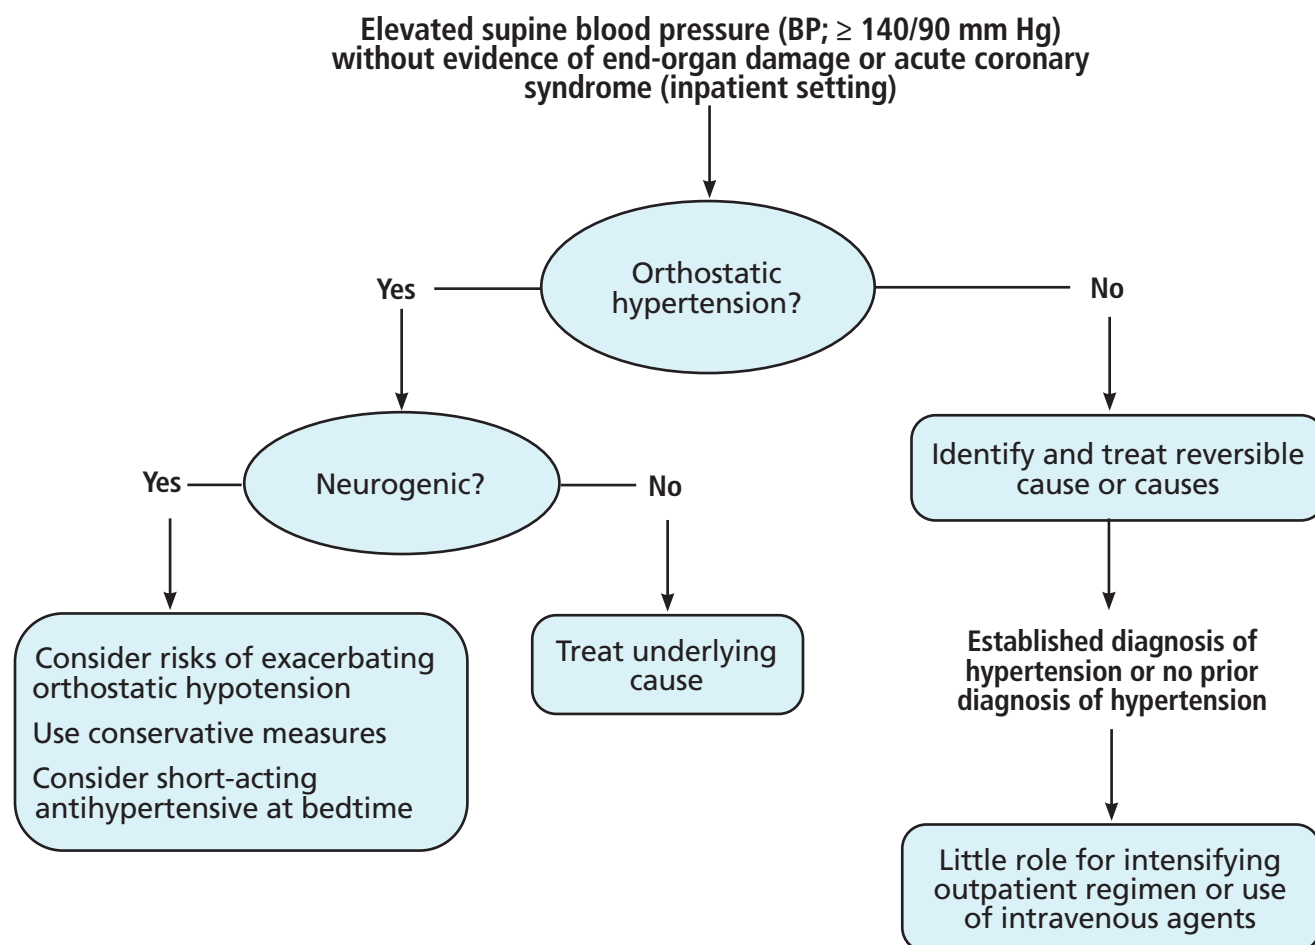 Elevated supine blood pressure (BP; ≥ 140/90 mm Hg)
without evidence of end-organ damage or acute coronary
syndrome (inpatient setting)
Orthostatic
hypertension?
Yes
No
Neurogenic?
Yes
No
Identify and treat reversible
cause or causes
Consider risks of exacerbating
orthostatic hypotension
Use conservative measures
Consider short-acting
antihypertensive at bedtime
Treat underlying
cause
Established diagnosis of
hypertension or no prior
diagnosis of hypertension
Little role for intensifying
outpatient regimen or use
of intravenous agents